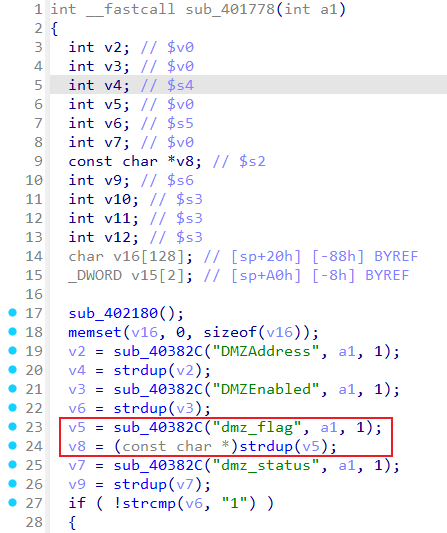 1 int __fastcall sub_401778(int a1)
2 {
3 int v2; // $v0
4 int v3; // $v0
5 int v4; // $s4
6 int v5; // $v0
7 int v6; // $s5
8 int v7; // $v0
9 const char *v8; // $s2
10 int v9; // $s6
11 int v10; // $s3
12 int v11; // $s3
13 int v12; // $s3
14 char v16[128]; // [sp+20h] [-88h] BYREF
15 _DWORD v15[2]; // [sp+A0h] [-8h] BYREF
16
17 sub_402180();
18 memset(v16, 0, sizeof(v16));
19 v2 = sub_40382C("DMZAddress", a1, 1);
20 v4 = strdup(v2);
21 v3 = sub_40382C("DMZEnabled", a1, 1);
22 v6 = strdup(v3);
23 v5 = sub_40382C("dmz_flag", a1, 1);
24 v8 = (const char *)strdup(v5);
25 v7 = sub_40382C("dmz_status", a1, 1);
26 v9 = strdup(v7);
27 if ( !strcmp(v6, "1") )
28 {